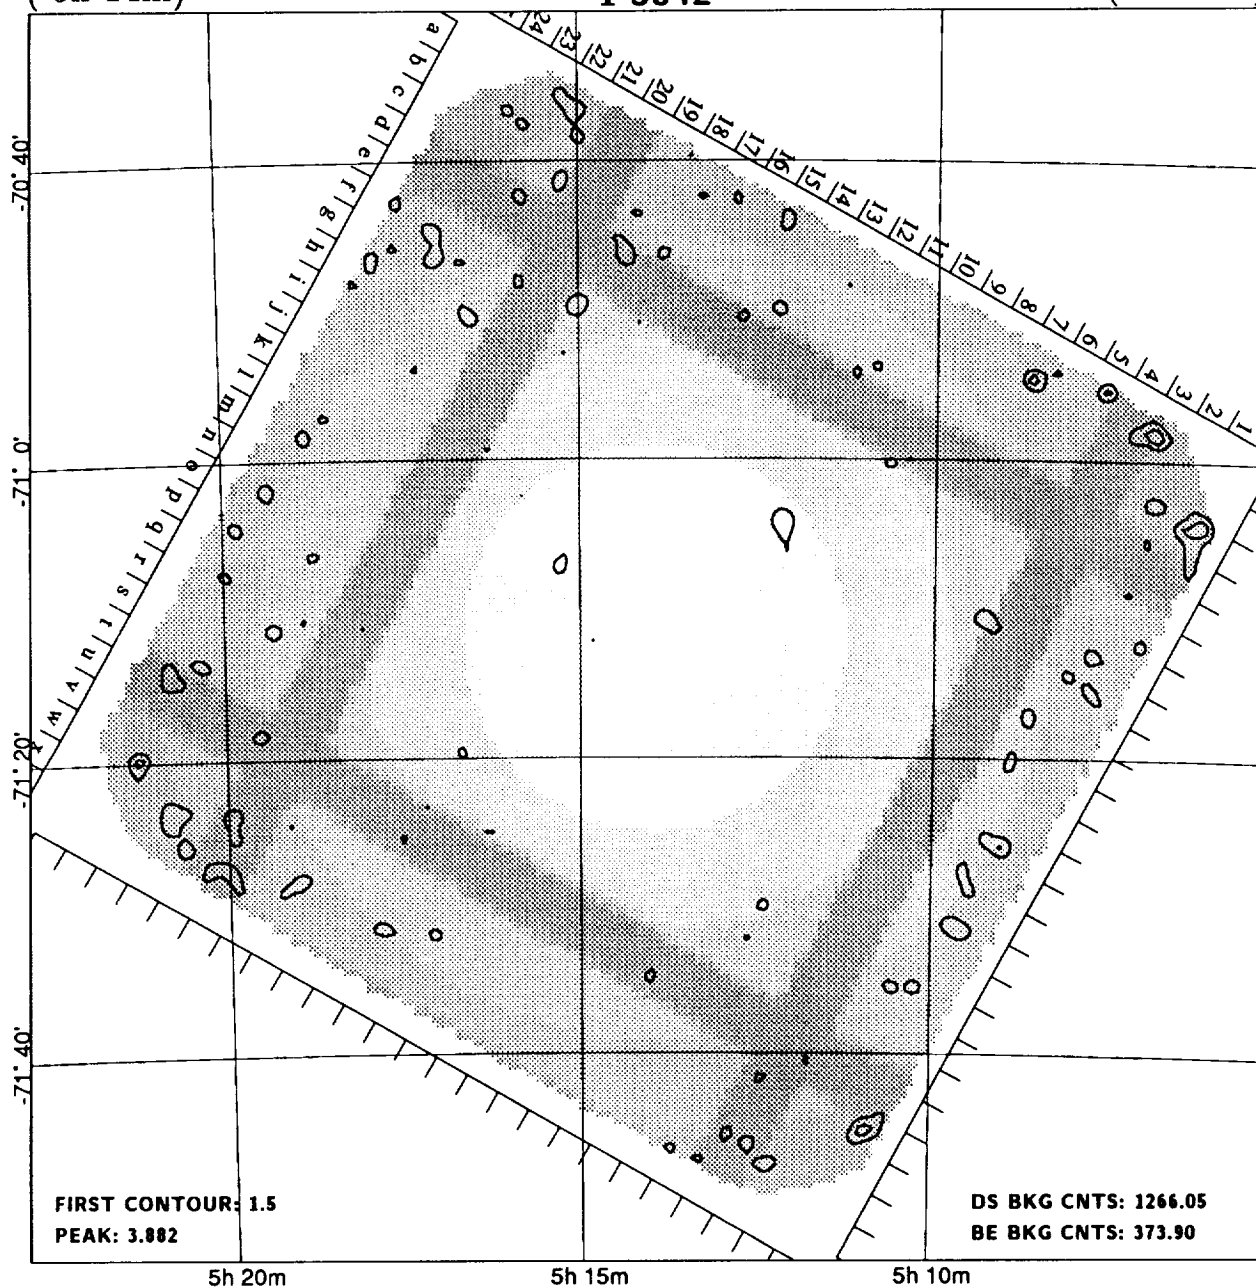 24 23 22 21 20 19 18 17 16 15 14 13 12 11 10 9 8 7 6 5 4 3 2 1
a b c d e f g h i j k l m n o p q r s t u v w
-70° 40'
-71° 0'
-71° 20'
-71° 40'
FIRST CONTOUR: 1.5
PEAK: 3.882
DS BKG CNTS: 1266.05
BE BKG CNTS: 373.90
5h 20m 5h 15m 5h 10m